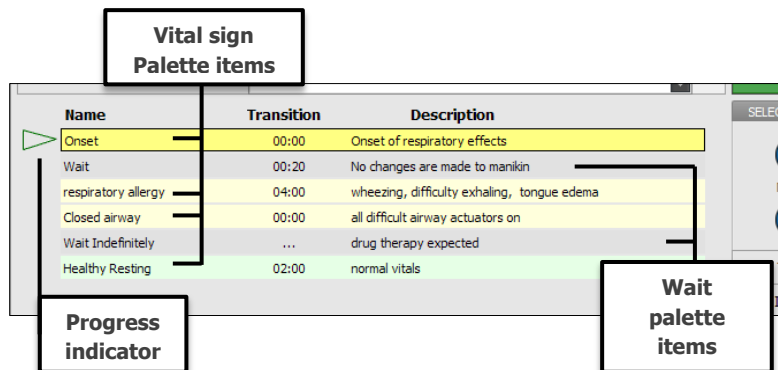 Vital sign
Palette items
SELEC
Name Transition Description
Onset 00:00 Onset of respiratory effects
Wait 00:20 No changes are made to manikin
respiratory allergy 04:00 wheezing, difficulty exhaling, tongue edema
Closed airway 00:00 all difficult airway actuators on
Wait Indefinitely ... drug therapy expected
Healthy Resting 02:00 normal vitals
Wait
palette
items
Progress
indicator